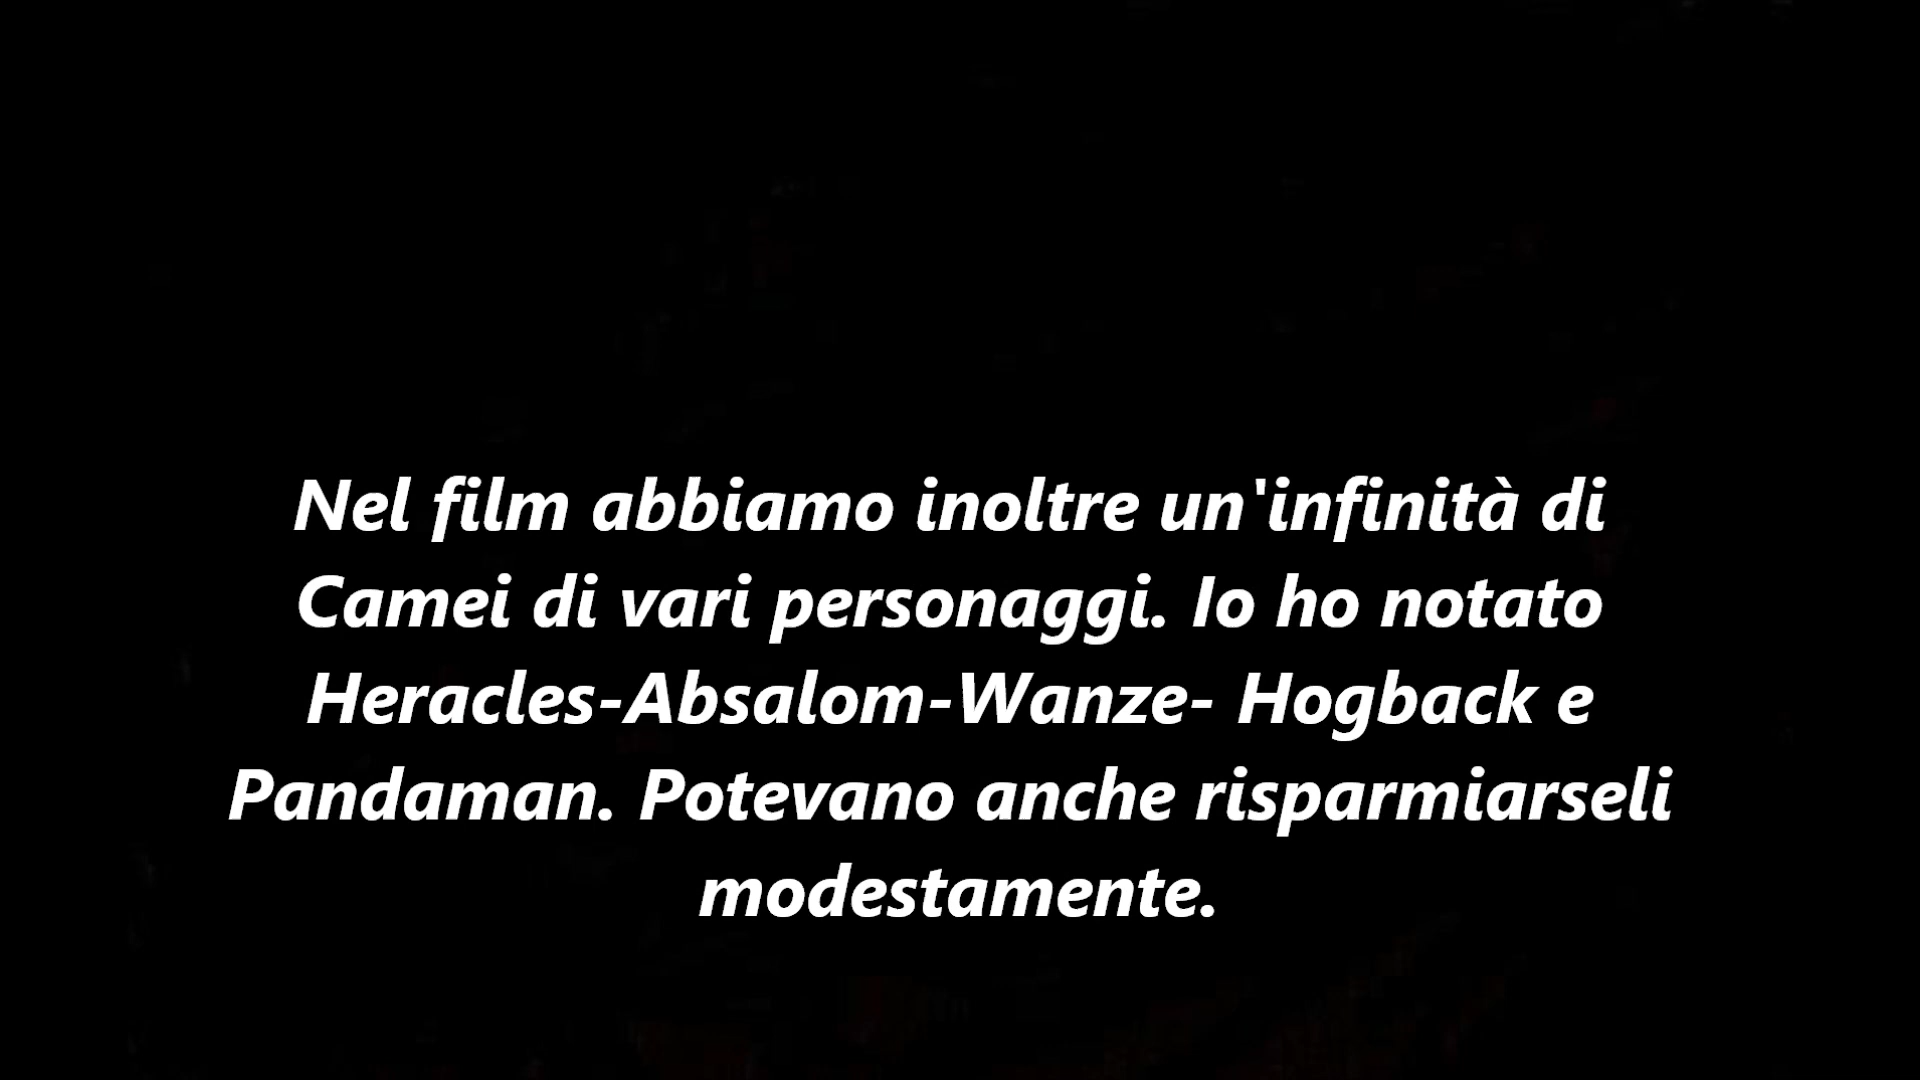 Nel film abbiamo inoltre un'infinità di
Camei di vari personaggi. Io ho notato
Heracles-Absalom-Wanze- Hogback e
Pandaman. Potevano anche risparmiarseli
modestamente.